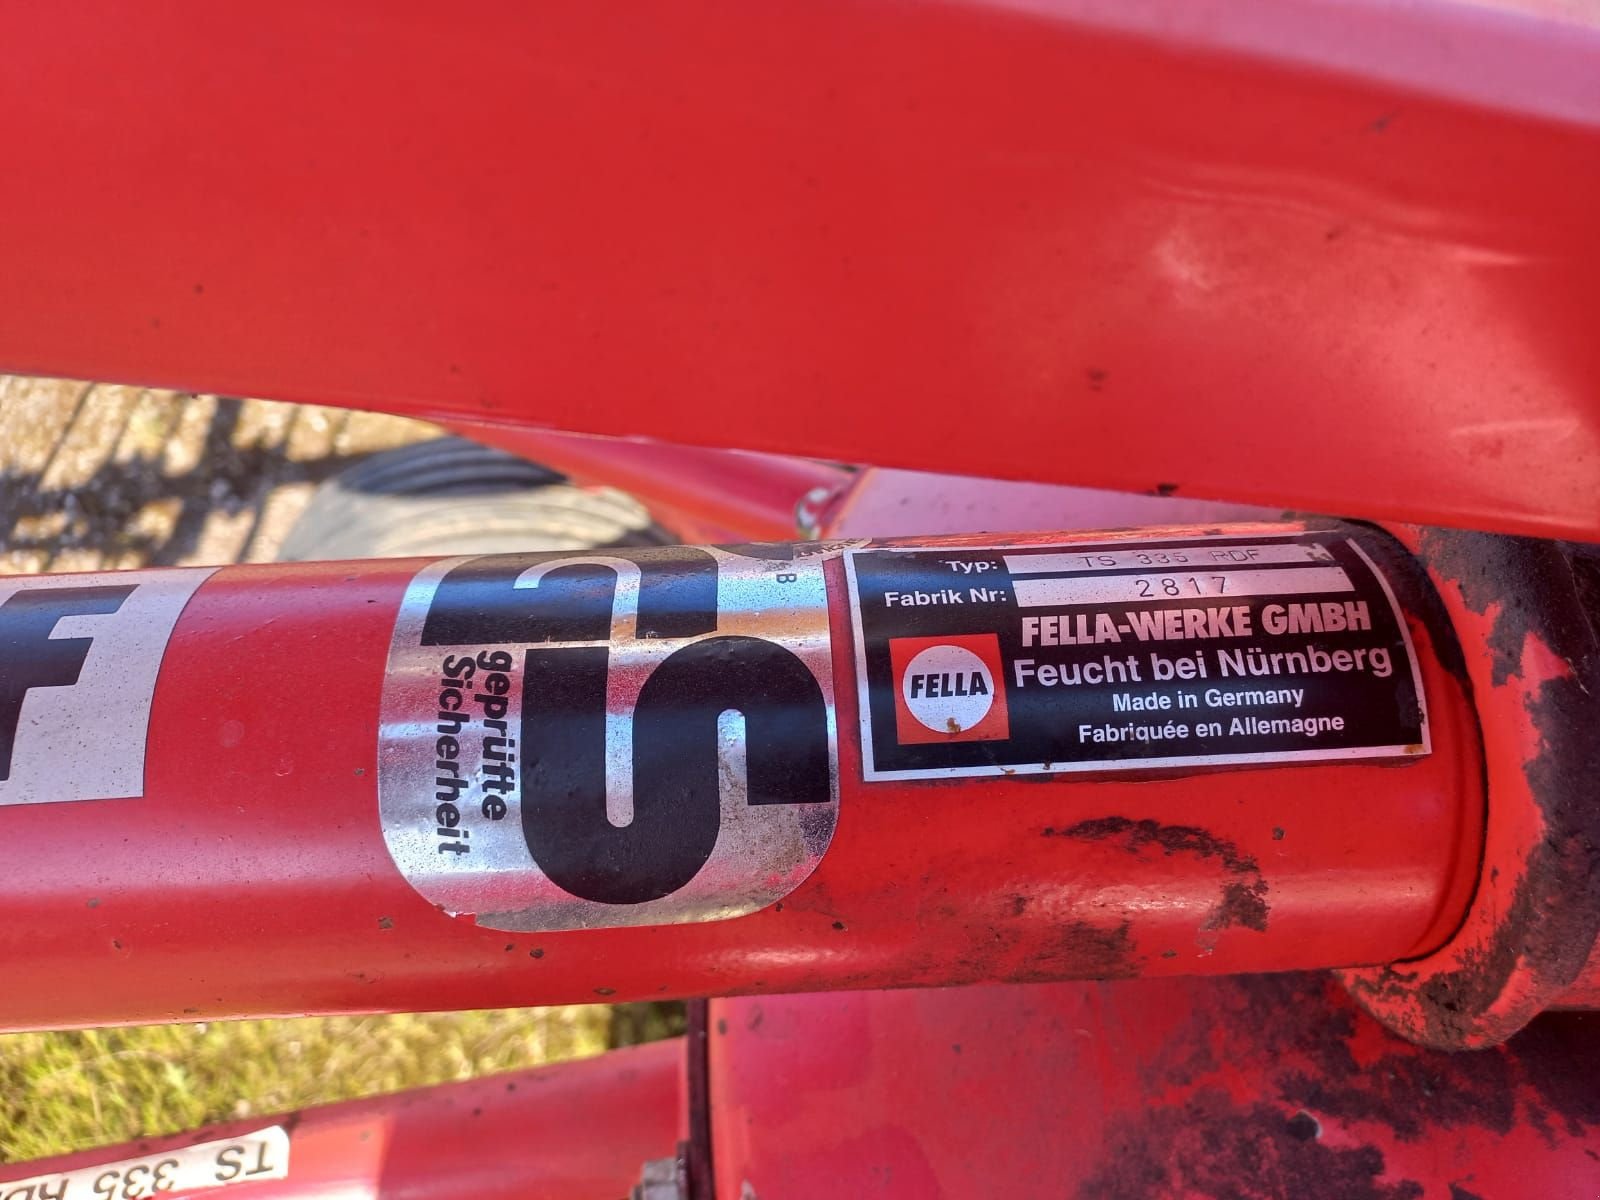 Typ: TS 335 RDF
Fabrik Nr: 2817
FELLA-WERKE GMBH
FELLA
Feucht bei Nürnberg
Made in Germany
Fabriquée en Allemagne
GS
geprüfte
Sicherheit
TS 335